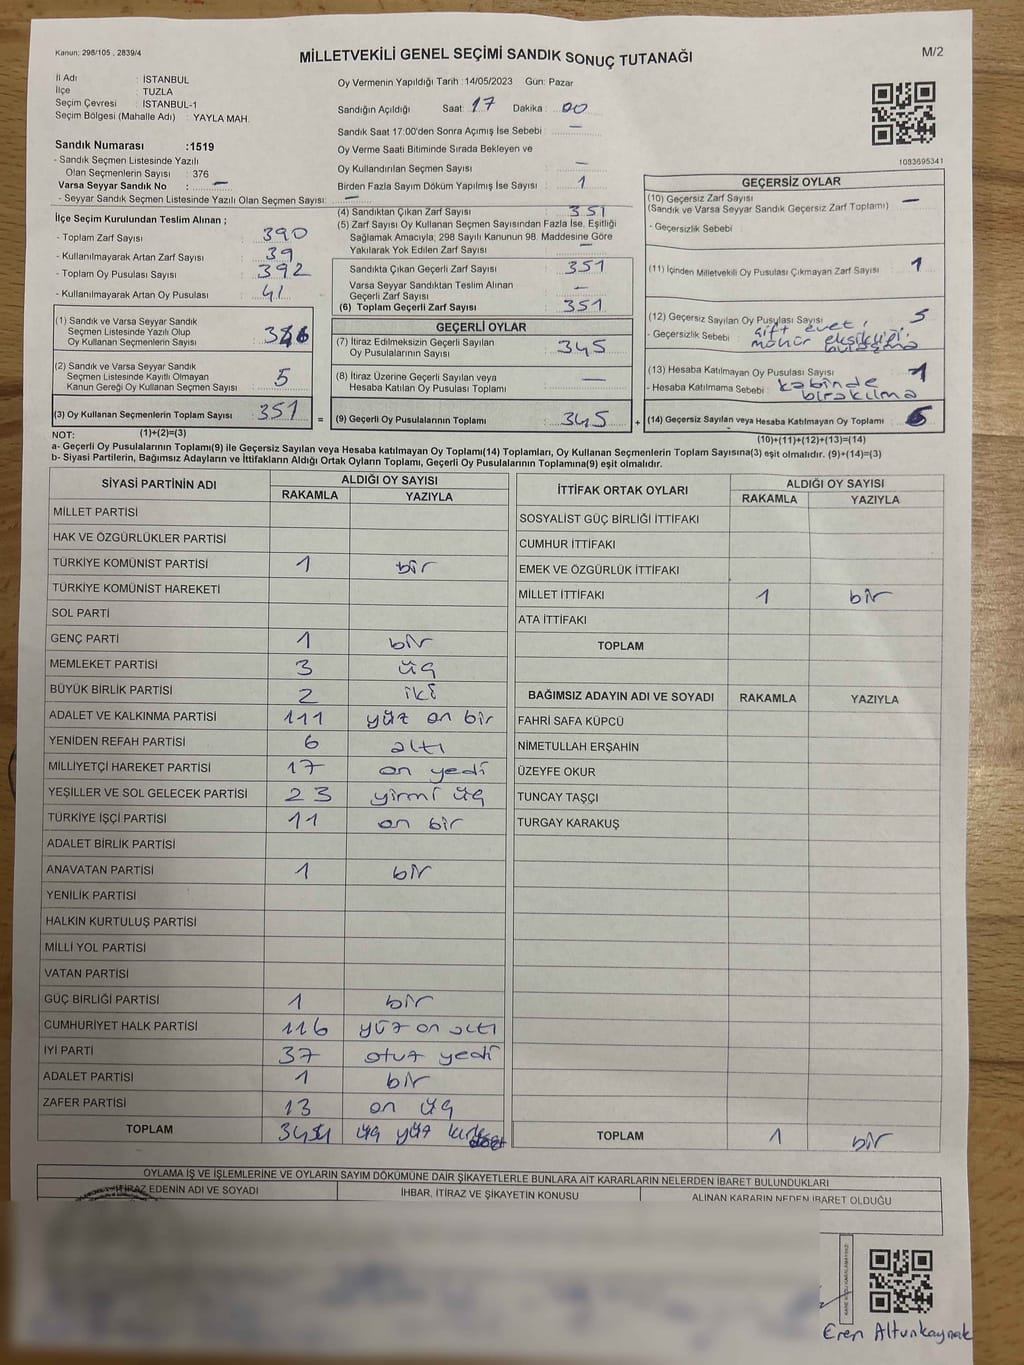 Kanun: 298/105 , 2839/4
MİLLETVEKİLİ GENEL SEÇİMİ SANDIK SONUÇ TUTANAĞI
M/2
İl Adı : İSTANBUL
İlçe : TUZLA
Seçim Çevresi : İSTANBUL-1
Seçim Bölgesi (Mahalle Adı) : YAYLA MAH.
Oy Vermenin Yapıldığı Tarih : 14/05/2023 Gün: Pazar
Sandığın Açıldığı Saat: 17 Dakika : 00
Sandık Saat 17:00'den Sonra Açılmış İse Sebebi : —
Oy Verme Saati Bitiminde Sırada Bekleyen ve
Oy Kullandırılan Seçmen Sayısı : —
Birden Fazla Sayım Döküm Yapılmış İse Sayısı : 1
1083695341
Sandık Numarası :1519
- Sandık Seçmen Listesinde Yazılı
Olan Seçmenlerin Sayısı : 376
Varsa Seyyar Sandık No : —
- Seyyar Sandık Seçmen Listesinde Yazılı Olan Seçmen Sayısı: —
İlçe Seçim Kurulundan Teslim Alınan ;
- Toplam Zarf Sayısı : 390
- Kullanılmayarak Artan Zarf Sayısı : 39
- Toplam Oy Pusulası Sayısı : 392
- Kullanılmayarak Artan Oy Pusulası : 41
(1) Sandık ve Varsa Seyyar Sandık
Seçmen Listesinde Yazılı Olup
Oy Kullanan Seçmenlerin Sayısı :
(2) Sandık ve Varsa Seyyar Sandık
Seçmen Listesinde Kayıtlı Olmayan
Kanun Gereği Oy Kullanan Seçmen Sayısı : 5
(3) Oy Kullanan Seçmenlerin Toplam Sayısı : 351 =
(1)+(2)=(3)
(4) Sandıktan Çıkan Zarf Sayısı : 351
(5) Zarf Sayısı Oy Kullanan Seçmen Sayısından Fazla İse, Eşitliği
Sağlamak Amacıyla, 298 Sayılı Kanunun 98. Maddesine Göre
Yakılarak Yok Edilen Zarf Sayısı : —
Sandıkta Çıkan Geçerli Zarf Sayısı : 351
Varsa Seyyar Sandıktan Teslim Alınan
Geçerli Zarf Sayısı : —
(6) Toplam Geçerli Zarf Sayısı : 351
GEÇERLİ OYLAR
(7) İtiraz Edilmeksizin Geçerli Sayılan
Oy Pusulalarının Sayısı : 345
(8) İtiraz Üzerine Geçerli Sayılan veya
Hesaba Katılan Oy Pusulası Toplamı : —
(9) Geçerli Oy Pusulalarının Toplamı : 345 +
GEÇERSİZ OYLAR
(10) Geçersiz Zarf Sayısı
(Sandık ve Varsa Seyyar Sandık Geçersiz Zarf Toplamı) : —
- Geçersizlik Sebebi :
(11) İçinden Milletvekili Oy Pusulası Çıkmayan Zarf Sayısı : 1
(12) Geçersiz Sayılan Oy Pusulası Sayısı : 5
- Geçersizlik Sebebi : çift evet,
mühür eksikliği,
bulaşma
(13) Hesaba Katılmayan Oy Pusulası Sayısı : 1
- Hesaba Katılmama Sebebi : kabinde
bırakılma
(14) Geçersiz Sayılan veya Hesaba Katılmayan Oy Toplamı : 6
(10)+(11)+(12)+(13)=(14)
NOT:
a- Geçerli Oy Pusulalarının Toplamı(9) ile Geçersiz Sayılan veya Hesaba katılmayan Oy Toplamı(14) Toplamları, Oy Kullanan Seçmenlerin Toplam Sayısına(3) eşit olmalıdır. (9)+(14)=(3)
b- Siyasi Partilerin, Bağımsız Adayların ve İttifakların Aldığı Ortak Oyların Toplamı, Geçerli Oy Pusulalarının Toplamına(9) eşit olmalıdır.
SİYASİ PARTİNİN ADI ALDIĞI OY SAYISI
RAKAMLA YAZIYLA
MİLLET PARTİSİ
HAK VE ÖZGÜRLÜKLER PARTİSİ
TÜRKİYE KOMÜNİST PARTİSİ 1 bir
TÜRKİYE KOMÜNİST HAREKETİ
SOL PARTİ
GENÇ PARTİ 1 bir
MEMLEKET PARTİSİ 3 üç
BÜYÜK BİRLİK PARTİSİ 2 iki
ADALET VE KALKINMA PARTİSİ 111 yüz on bir
YENİDEN REFAH PARTİSİ 6 altı
MİLLİYETÇİ HAREKET PARTİSİ 17 on yedi
YEŞİLLER VE SOL GELECEK PARTİSİ 23 yirmi üç
TÜRKİYE İŞÇİ PARTİSİ 11 on bir
ADALET BİRLİK PARTİSİ
ANAVATAN PARTİSİ 1 bir
YENİLİK PARTİSİ
HALKIN KURTULUŞ PARTİSİ
MİLLİ YOL PARTİSİ
VATAN PARTİSİ
GÜÇ BİRLİĞİ PARTİSİ 1 bir
CUMHURİYET HALK PARTİSİ 116 yüz on altı
İYİ PARTİ 37 otuz yedi
ADALET PARTİSİ 1 bir
ZAFER PARTİSİ 13 on üç
TOPLAM üç yüz kırk
İTTİFAK ORTAK OYLARI ALDIĞI OY SAYISI
RAKAMLA YAZIYLA
SOSYALİST GÜÇ BİRLİĞİ İTTİFAKI
CUMHUR İTTİFAKI
EMEK VE ÖZGÜRLÜK İTTİFAKI
MİLLET İTTİFAKI 1 bir
ATA İTTİFAKI
TOPLAM
BAĞIMSIZ ADAYIN ADI VE SOYADI RAKAMLA YAZIYLA
FAHRİ SAFA KÜPCÜ
NİMETULLAH ERŞAHİN
ÜZEYFE OKUR
TUNCAY TAŞÇI
TURGAY KARAKUŞ
TOPLAM 1 bir
OYLAMA İŞ VE İŞLEMLERİNE VE OYLARIN SAYIM DÖKÜMÜNE DAİR ŞİKAYETLERLE BUNLARA AİT KARARLARIN NELERDEN İBARET BULUNDUKLARI
İTİRAZ EDENİN ADI VE SOYADI İHBAR, İTİRAZ VE ŞİKAYETİN KONUSU ALINAN KARARIN NEDEN İBARET OLDUĞU
Eren Altunkaynak